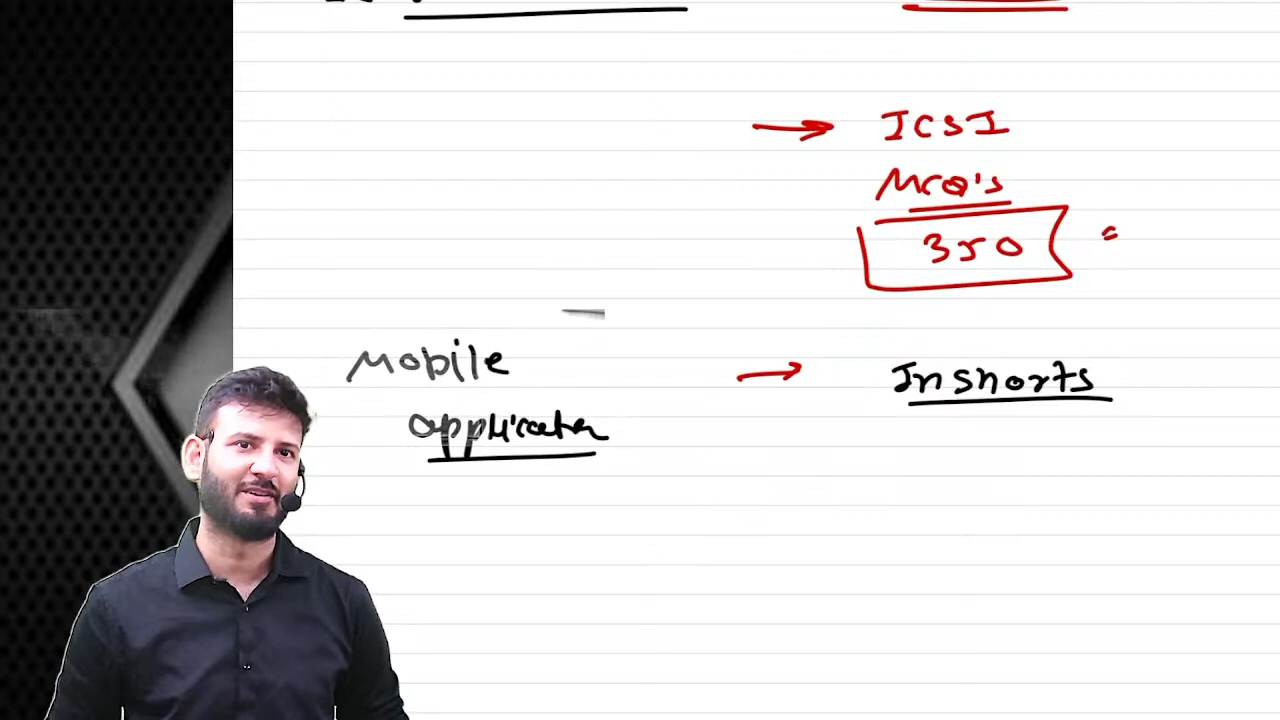 → ICSI
MCQ's
350 =
Mobile → Inshorts
application